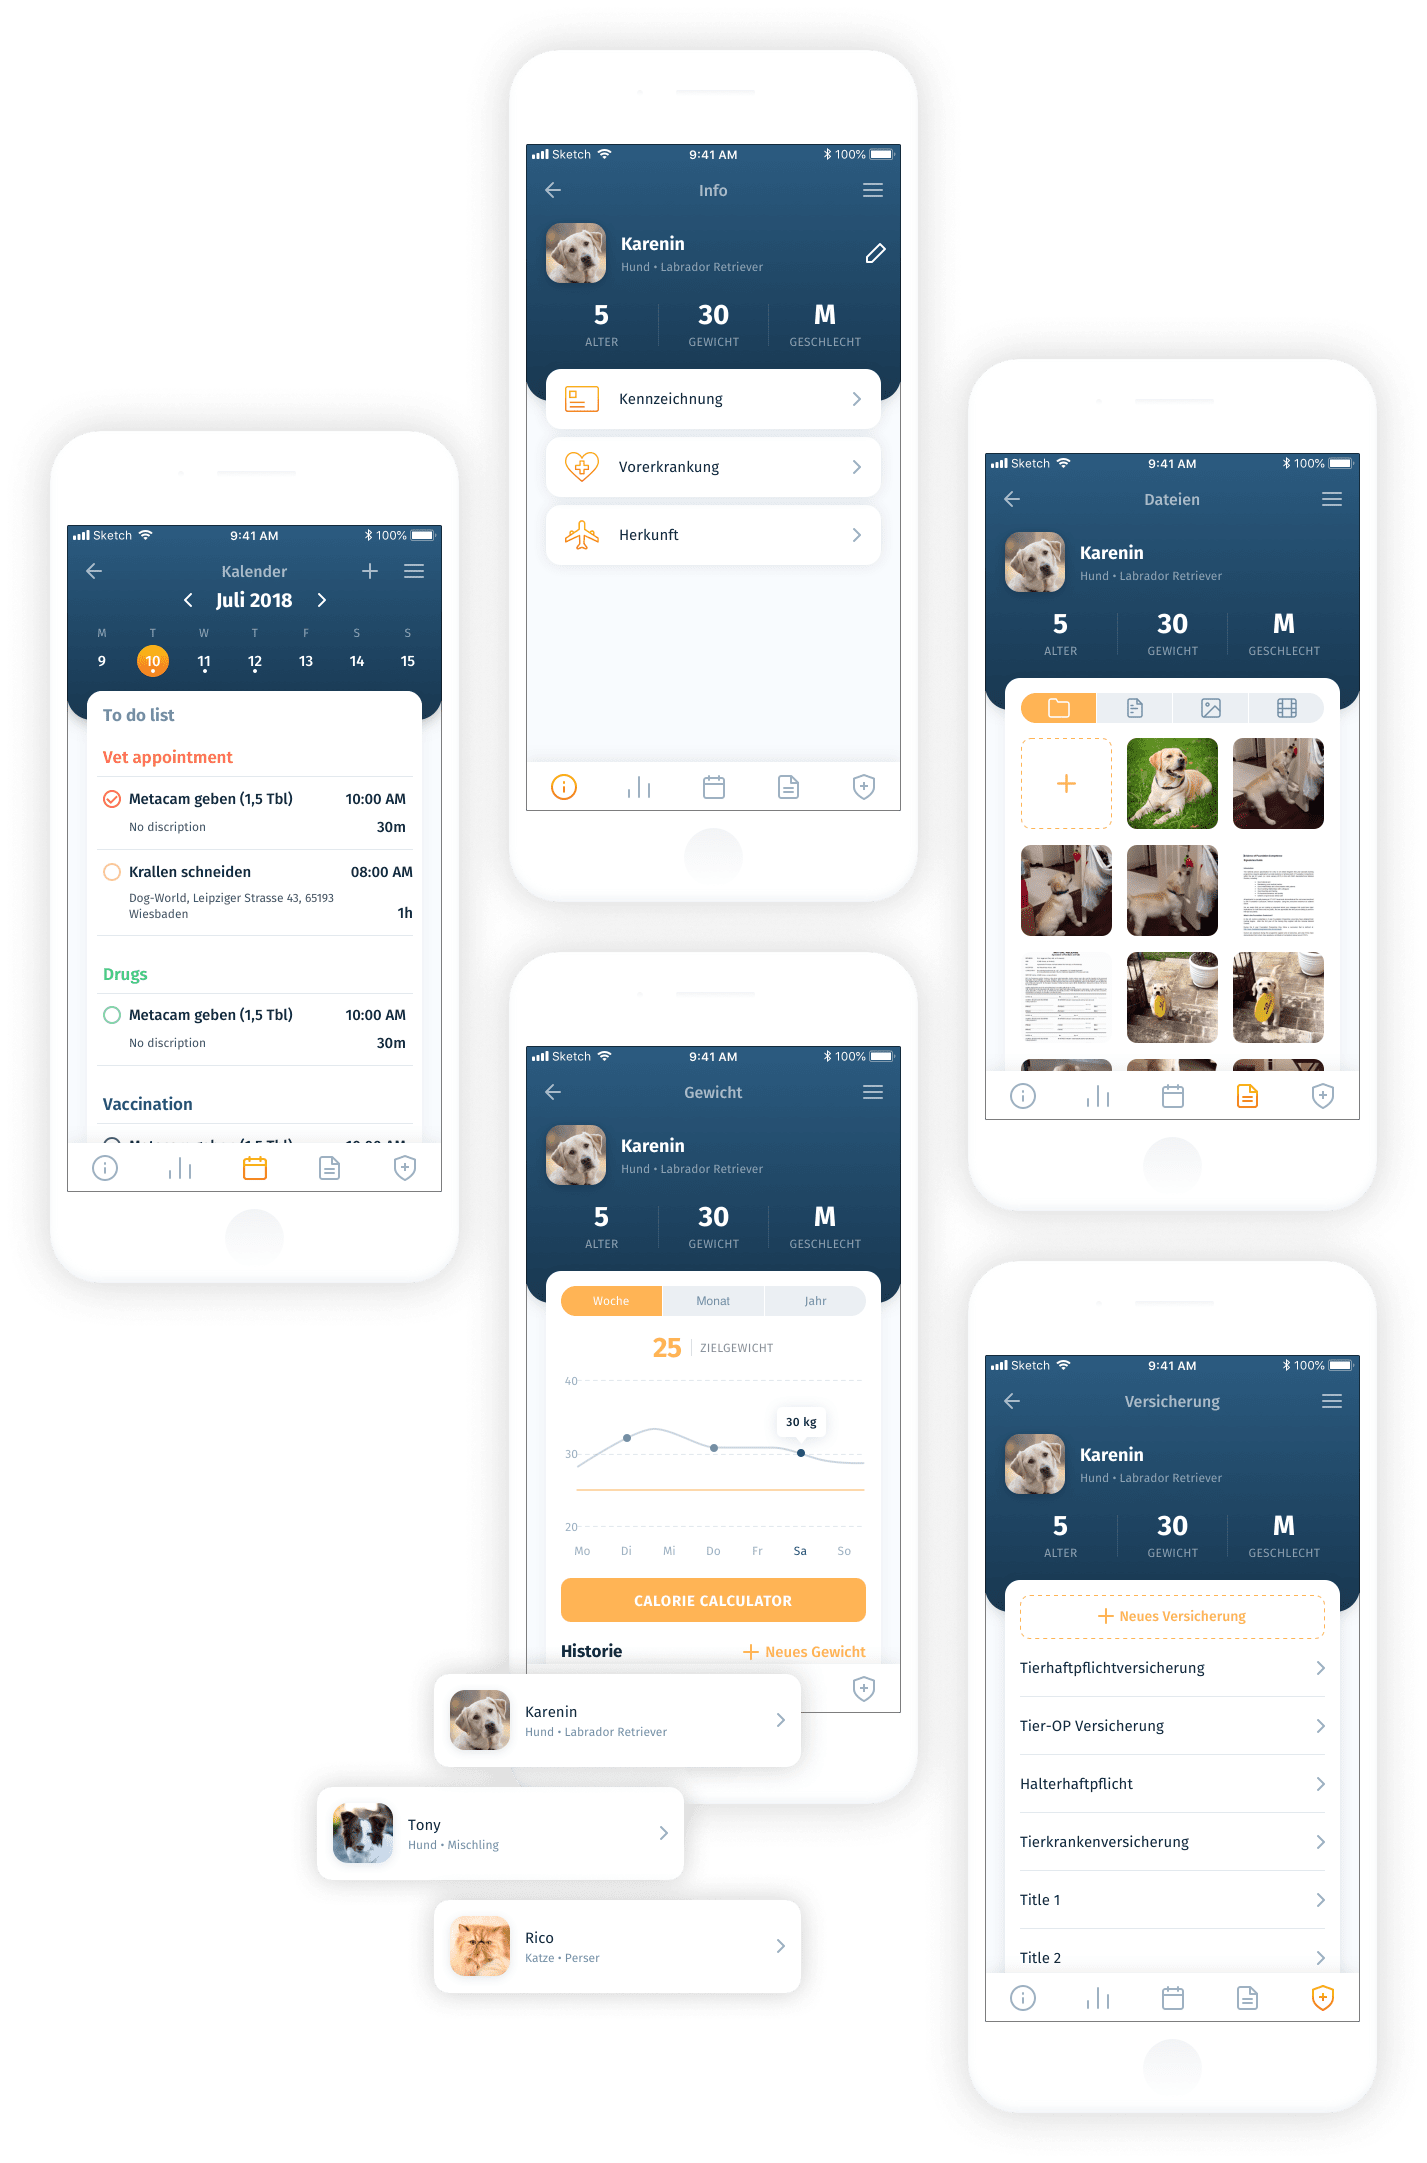 Sketch 9:41 AM 100%
Info
Karenin
Hund • Labrador Retriever
5 30 M
ALTER GEWICHT GESCHLECHT
Kennzeichnung
Vorerkrankung
Herkunft
Sketch 9:41 AM 100%
Kalender
Juli 2018
M T W T F S S
9 10 11 12 13 14 15
To do list
Vet appointment
Metacam geben (1,5 Tbl) 10:00 AM
No discription 30m
Krallen schneiden 08:00 AM
Dog-World, Leipziger Strasse 43, 65193
Wiesbaden 1h
Drugs
Metacam geben (1,5 Tbl) 10:00 AM
No discription 30m
Vaccination
Metacam geben (1,5 Tbl) 10:00 AM
Sketch 9:41 AM 100%
Dateien
Karenin
Hund • Labrador Retriever
5 30 M
ALTER GEWICHT GESCHLECHT
Sketch 9:41 AM 100%
Gewicht
Karenin
Hund • Labrador Retriever
5 30 M
ALTER GEWICHT GESCHLECHT
Woche Monat Jahr
25 ZIELGEWICHT
40
30 kg
30
20
Mo Di Mi Do Fr Sa So
CALORIE CALCULATOR
Historie + Neues Gewicht
Karenin
Hund • Labrador Retriever
Tony
Hund • Mischling
Rico
Katze • Perser
Sketch 9:41 AM 100%
Versicherung
Karenin
Hund • Labrador Retriever
5 30 M
ALTER GEWICHT GESCHLECHT
+ Neues Versicherung
Tierhaftpflichtversicherung
Tier-OP Versicherung
Halterhaftpflicht
Tierkrankenversicherung
Title 1
Title 2